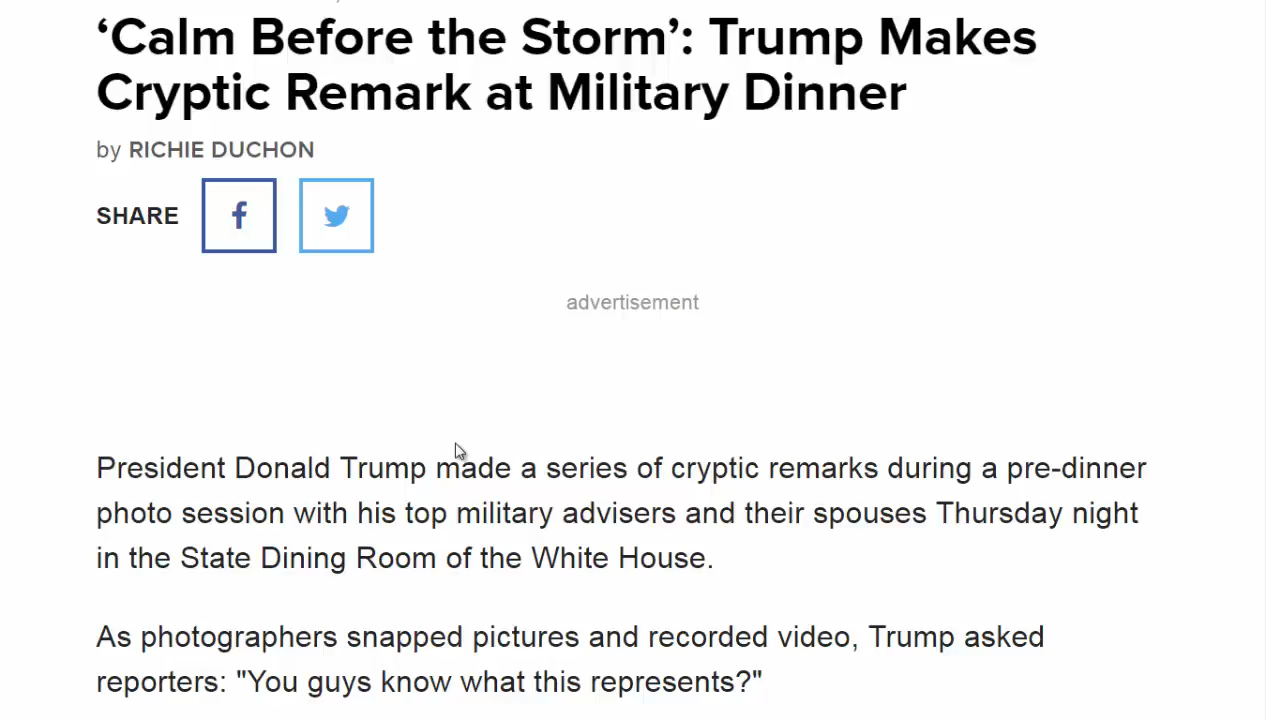 ‘Calm Before the Storm’: Trump Makes
Cryptic Remark at Military Dinner
by RICHIE DUCHON
SHARE
advertisement
President Donald Trump made a series of cryptic remarks during a pre-dinner
photo session with his top military advisers and their spouses Thursday night
in the State Dining Room of the White House.
As photographers snapped pictures and recorded video, Trump asked
reporters: "You guys know what this represents?"